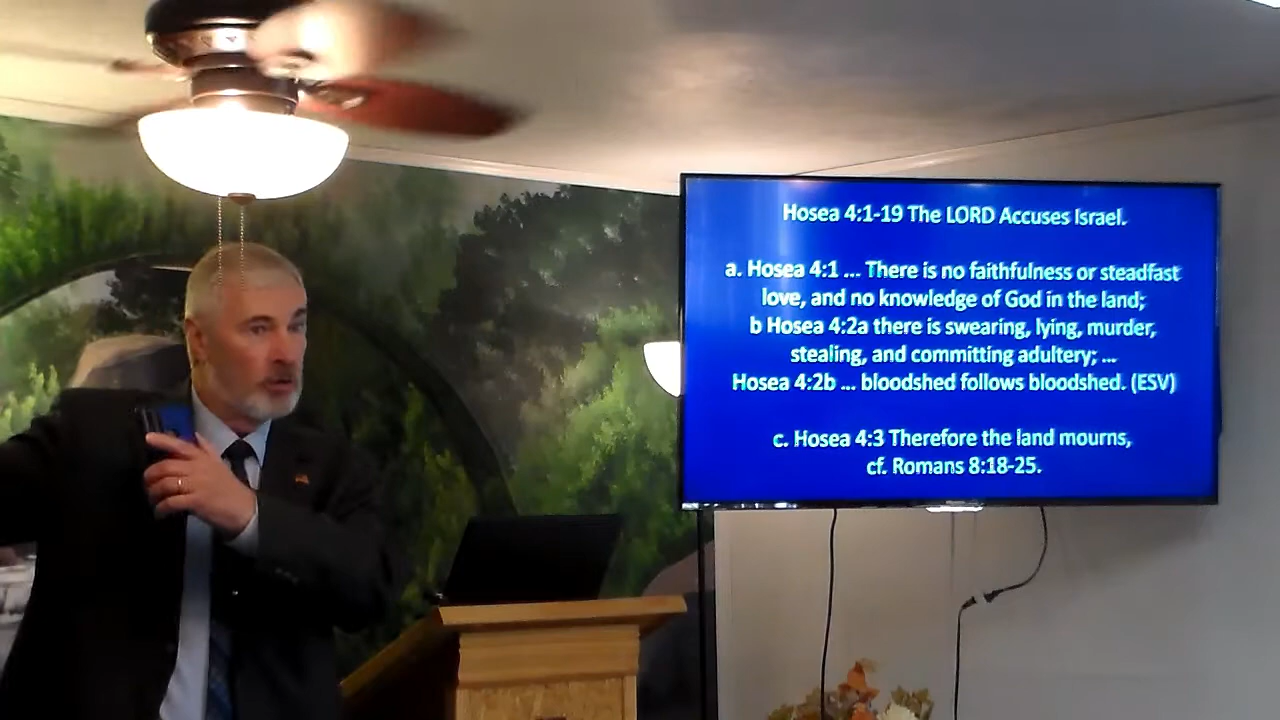 Hosea 4:1-19 The LORD Accuses Israel.
a. Hosea 4:1 ... There is no faithfulness or steadfast
love, and no knowledge of God in the land;
b Hosea 4:2a there is swearing, lying, murder,
stealing, and committing adultery; ...
Hosea 4:2b ... bloodshed follows bloodshed. (ESV)
c. Hosea 4:3 Therefore the land mourns,
cf. Romans 8:18-25.